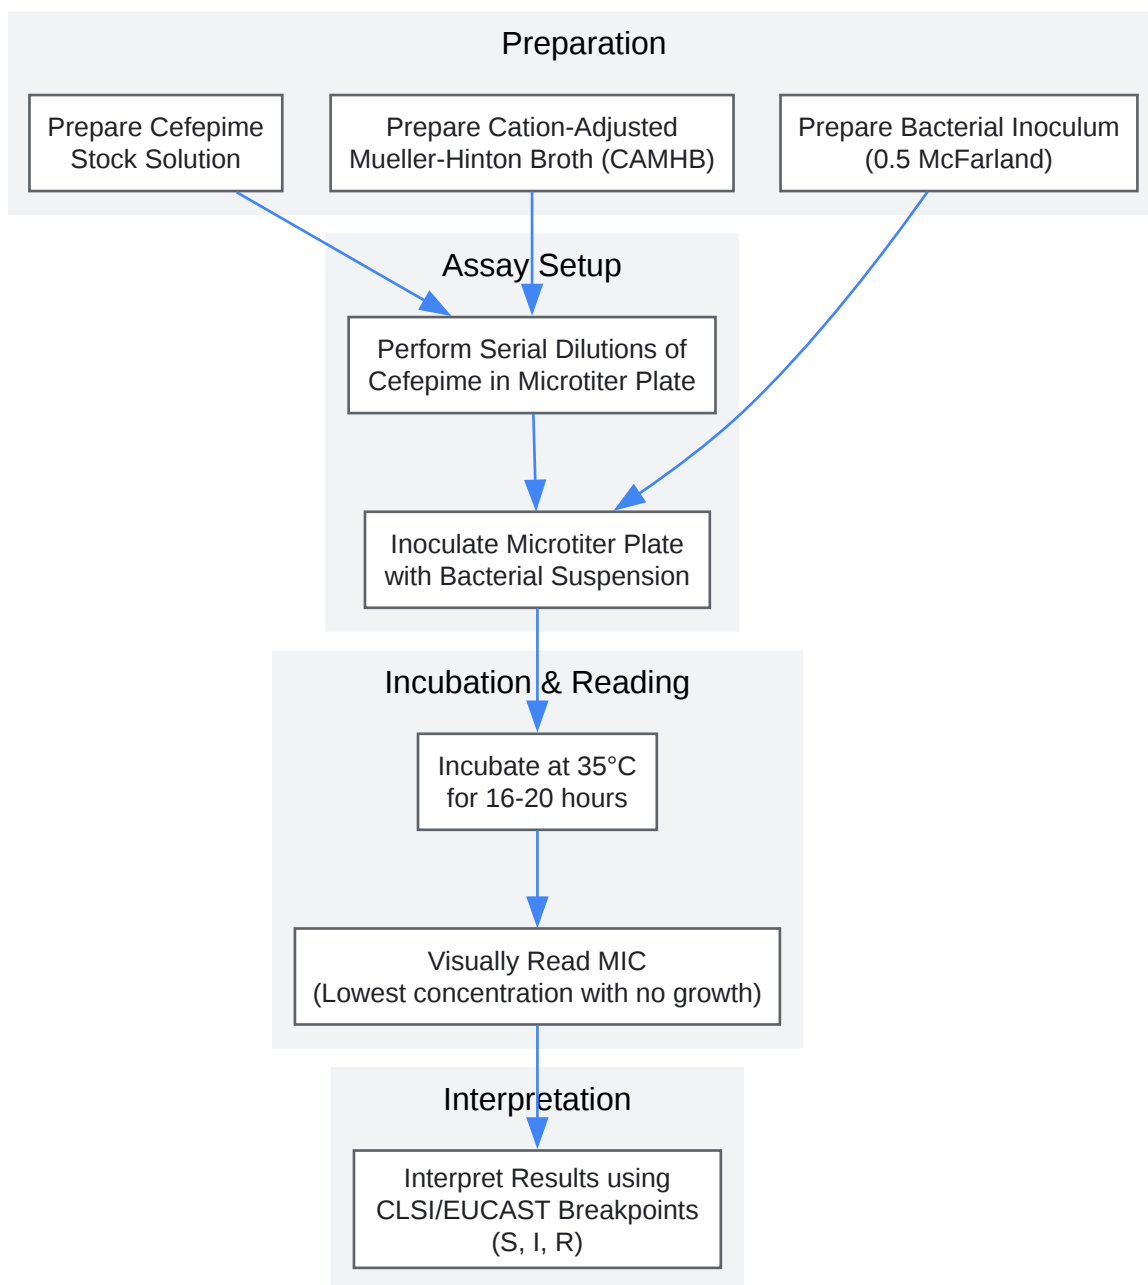 Preparation
Prepare Cefepime
Stock Solution
Prepare Cation-Adjusted
Mueller-Hinton Broth (CAMHB)
Prepare Bacterial Inoculum
(0.5 McFarland)
Assay Setup
Perform Serial Dilutions of
Cefepime in Microtiter Plate
Inoculate Microtiter Plate
with Bacterial Suspension
Incubation & Reading
Incubate at 35°C
for 16-20 hours
Visually Read MIC
(Lowest concentration with no growth)
Interpretation
Interpret Results using
CLSI/EUCAST Breakpoints
(S, I, R)